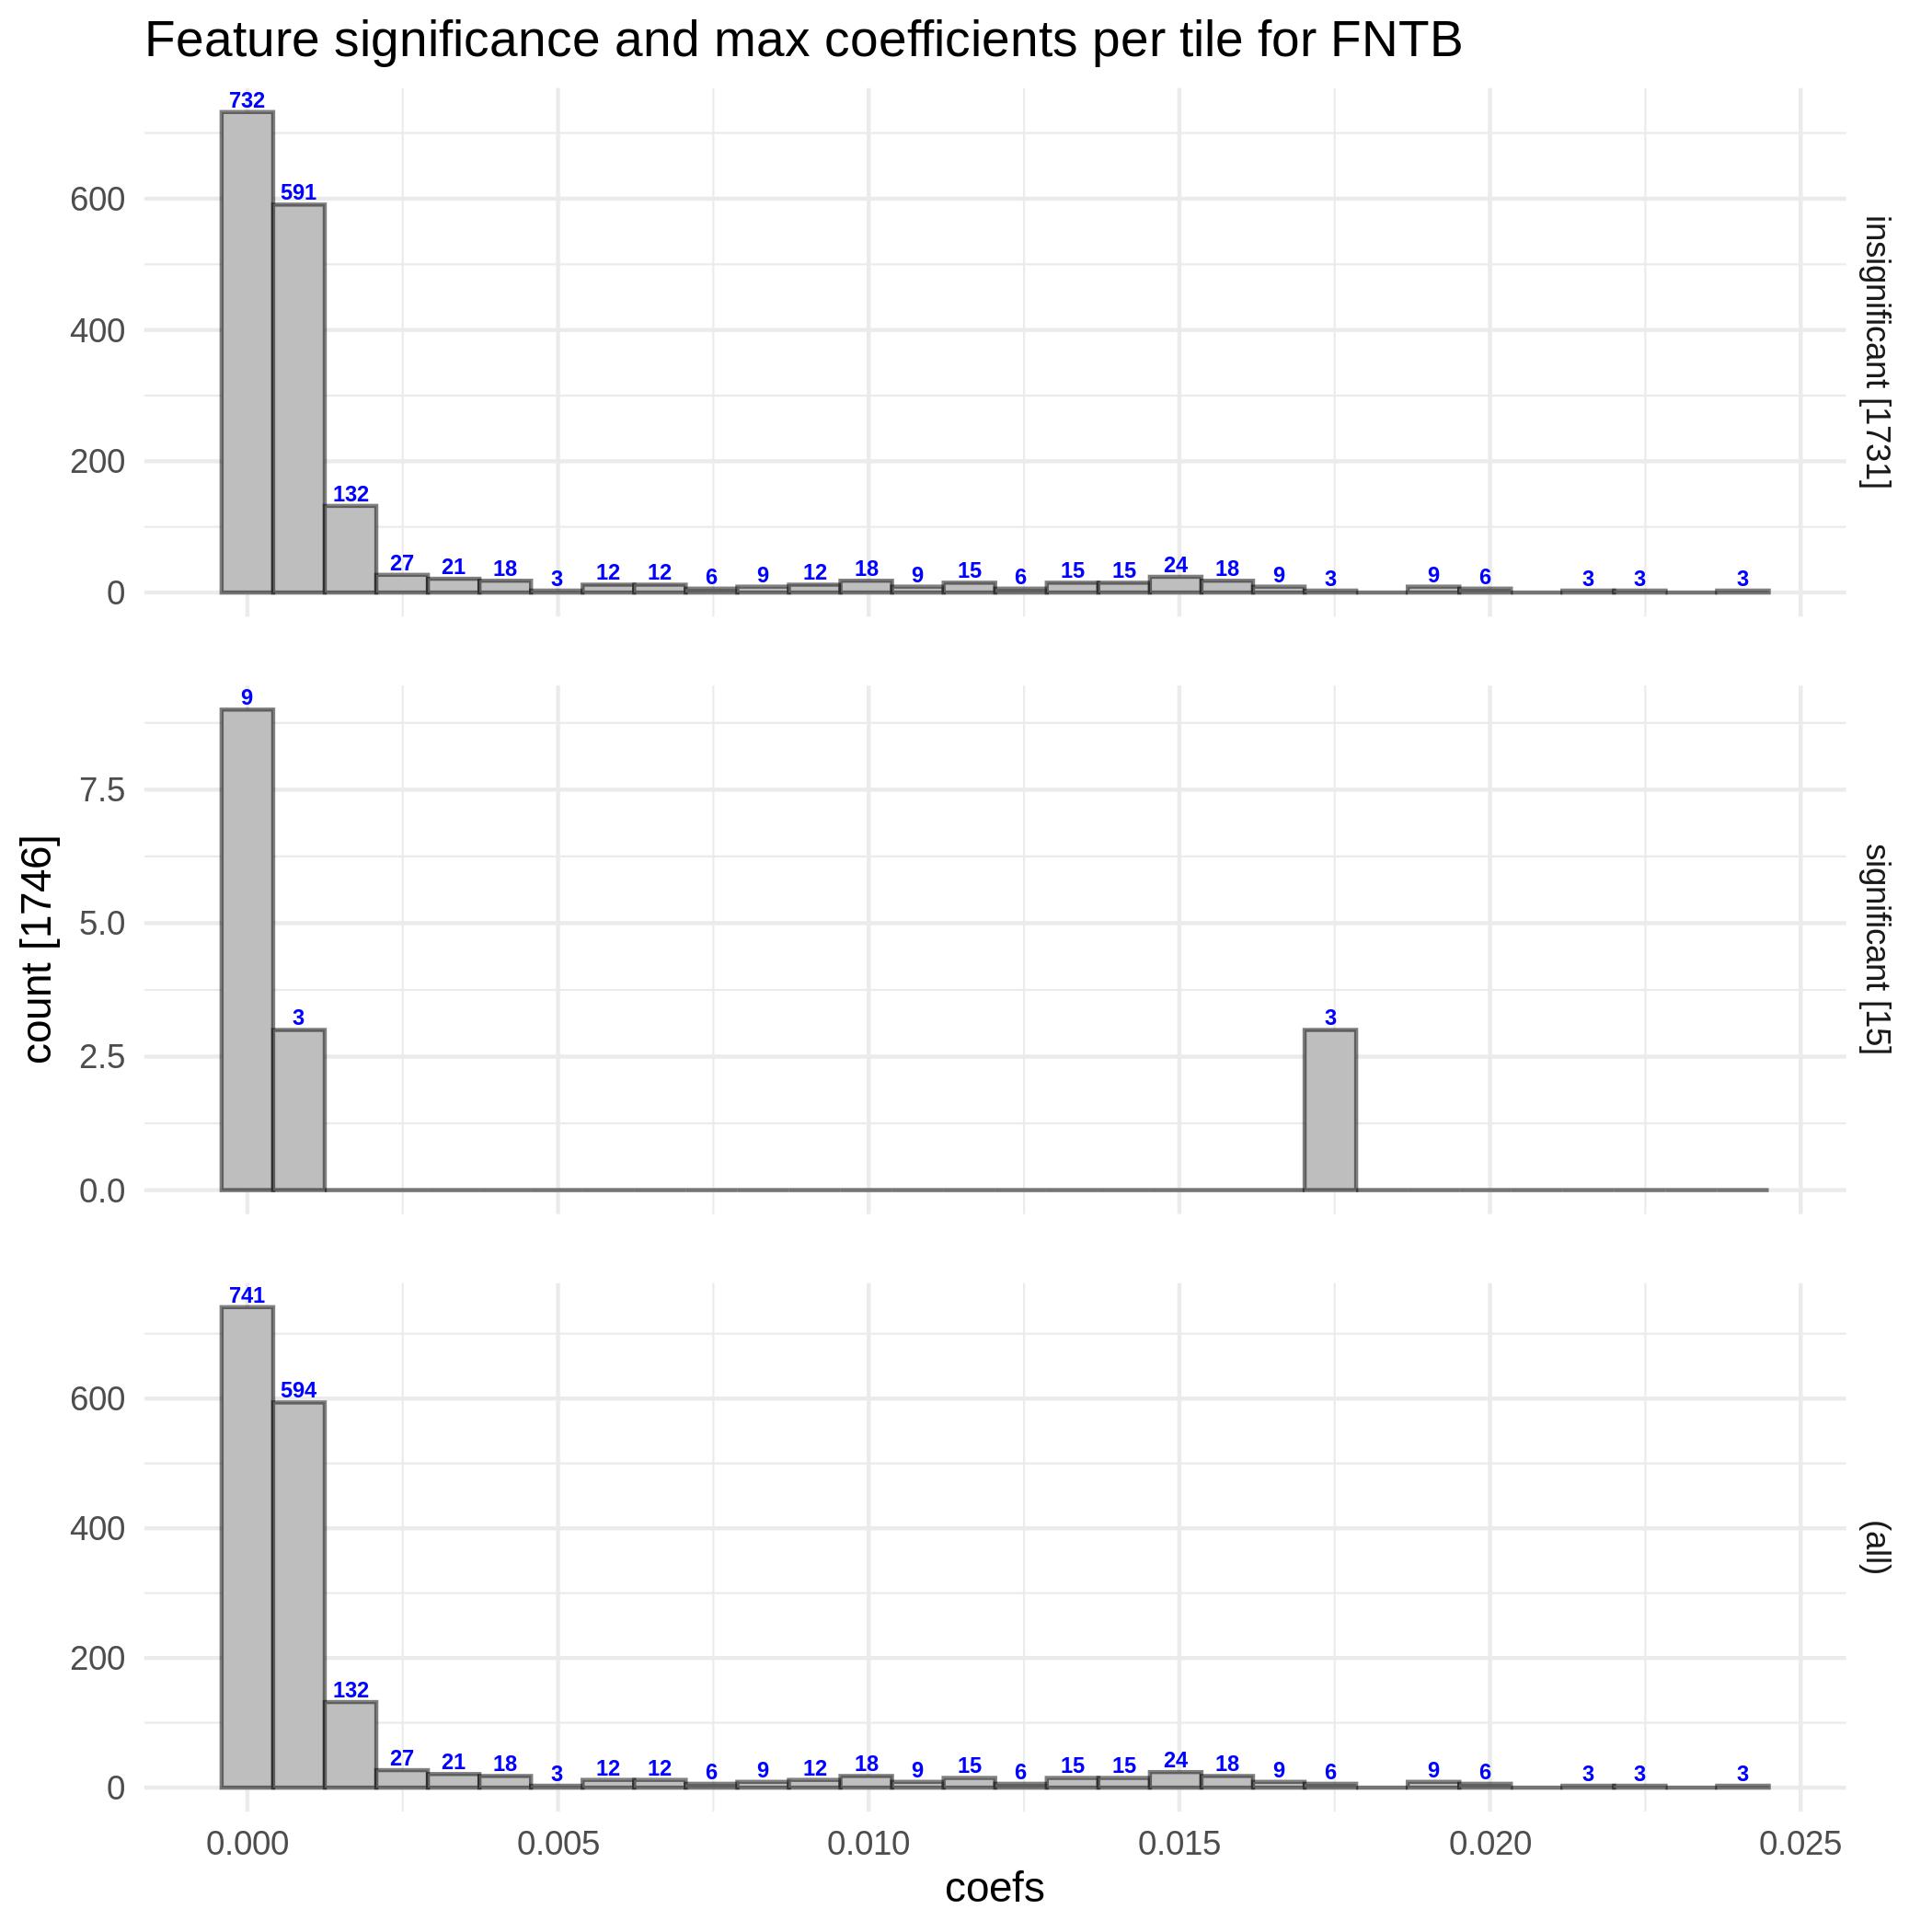 Feature significance and max coefficients per tile for FNTB
732
591
132
27 21 18 3 12 12 6 9 12 18 9 15 6 15 15 24 18 9 3 9 6 3 3 3
600
400
200
0
insignificant [1731]
9
3
3
7.5
5.0
2.5
0.0
significant [15]
count [1746]
741
594
132
27 21 18 3 12 12 6 9 12 18 9 15 6 15 15 24 18 9 6 9 6 3 3 3
600
400
200
0
(all)
0.000 0.005 0.010 0.015 0.020 0.025
coefs